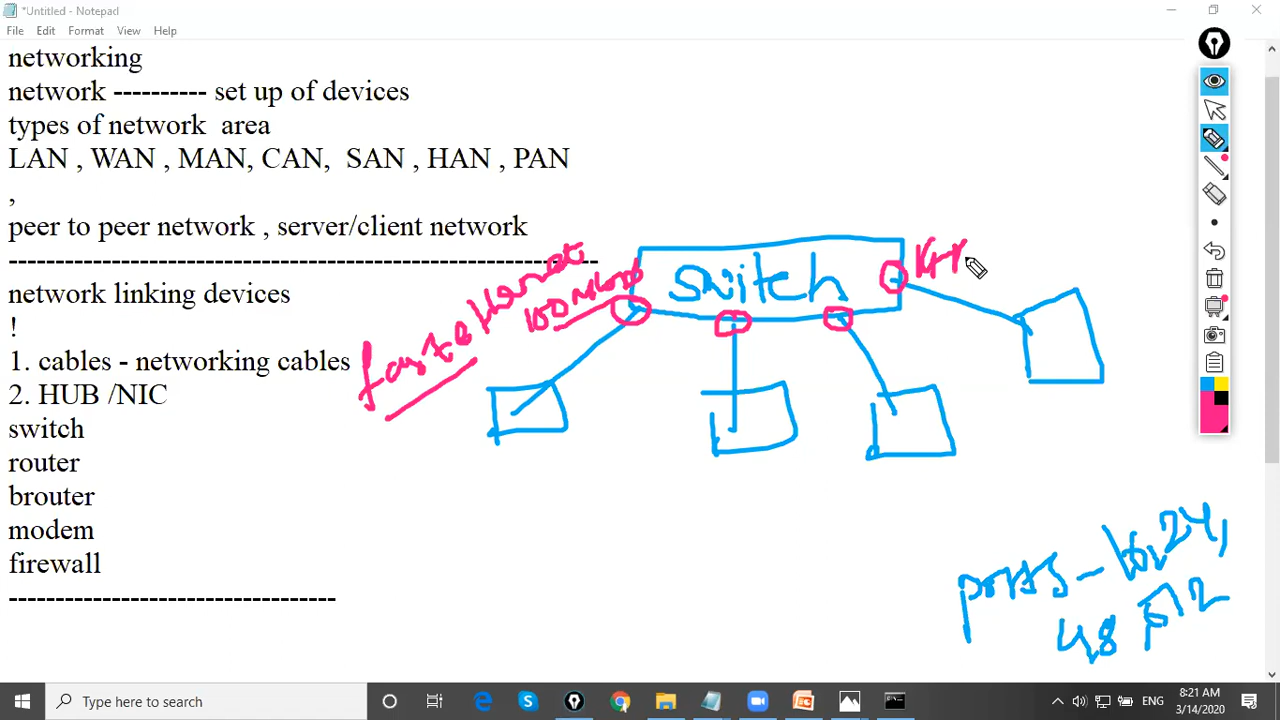 *Untitled - Notepad
File Edit Format View Help
networking
network ---------- set up of devices
types of network  area
LAN , WAN , MAN, CAN,  SAN , HAN , PAN
,
peer to peer network , server/client network
-------------------------------------------------------
network linking devices
!
1. cables - networking cables
2. HUB /NIC
switch
router
brouter
modem
firewall
------------------------------
switch
fastethernet
100
ports - 16, 24,
48
Type here to search
ENG
8:21 AM
3/14/2020